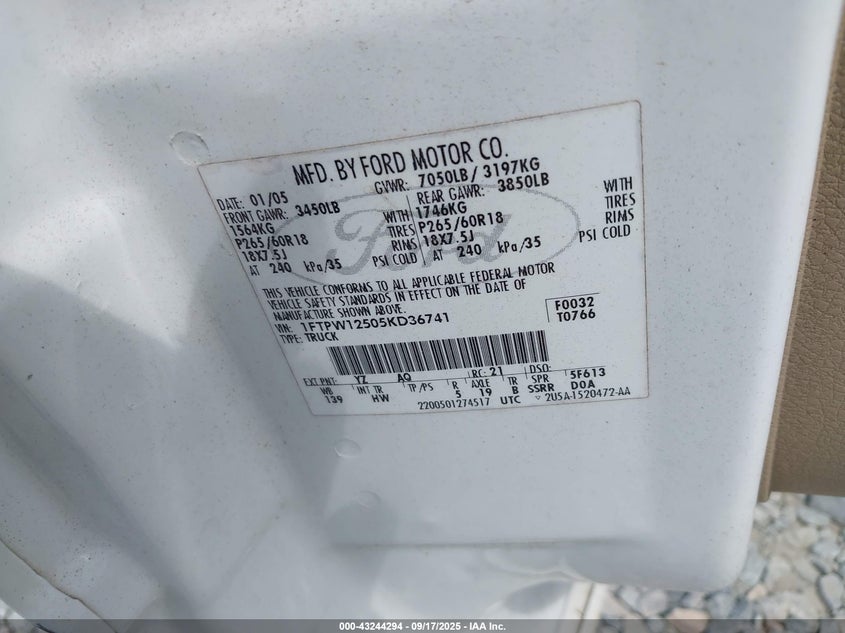 MFD. BY FORD MOTOR CO.
DATE: 01/05 GVWR: 7050LB / 3197KG
FRONT GAWR: 3450LB REAR GAWR: 3850LB
1564KG WITH 1746KG WITH
P265/60R18 TIRES P265/60R18 TIRES
18X7.5J RIMS 18X7.5J RIMS
AT 240 kPa/35 PSI COLD AT 240 kPa/35 PSI COLD
THIS VEHICLE CONFORMS TO ALL APPLICABLE FEDERAL MOTOR
VEHICLE SAFETY STANDARDS IN EFFECT ON THE DATE OF
MANUFACTURE SHOWN ABOVE.
VIN: 1FTPW12505KD36741 F0032
TYPE: TRUCK T0766
Ford
EXT PNT: YZ AQ RC: 21 DSO: 5F613
WB INT TR TP/PS R AXLE TR SPR
139 HW 5 19 B SSRR D0A
2200501274517 UTC ▽ 2U5A-1520472-AA
000-43244294 - 09/17/2025 - IAA Inc.